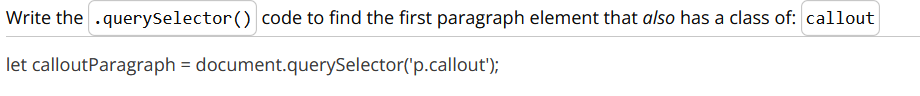 Write the .querySelector() code to find the first paragraph element that also has a class of: callout
let calloutParagraph = document.querySelector('p.callout');